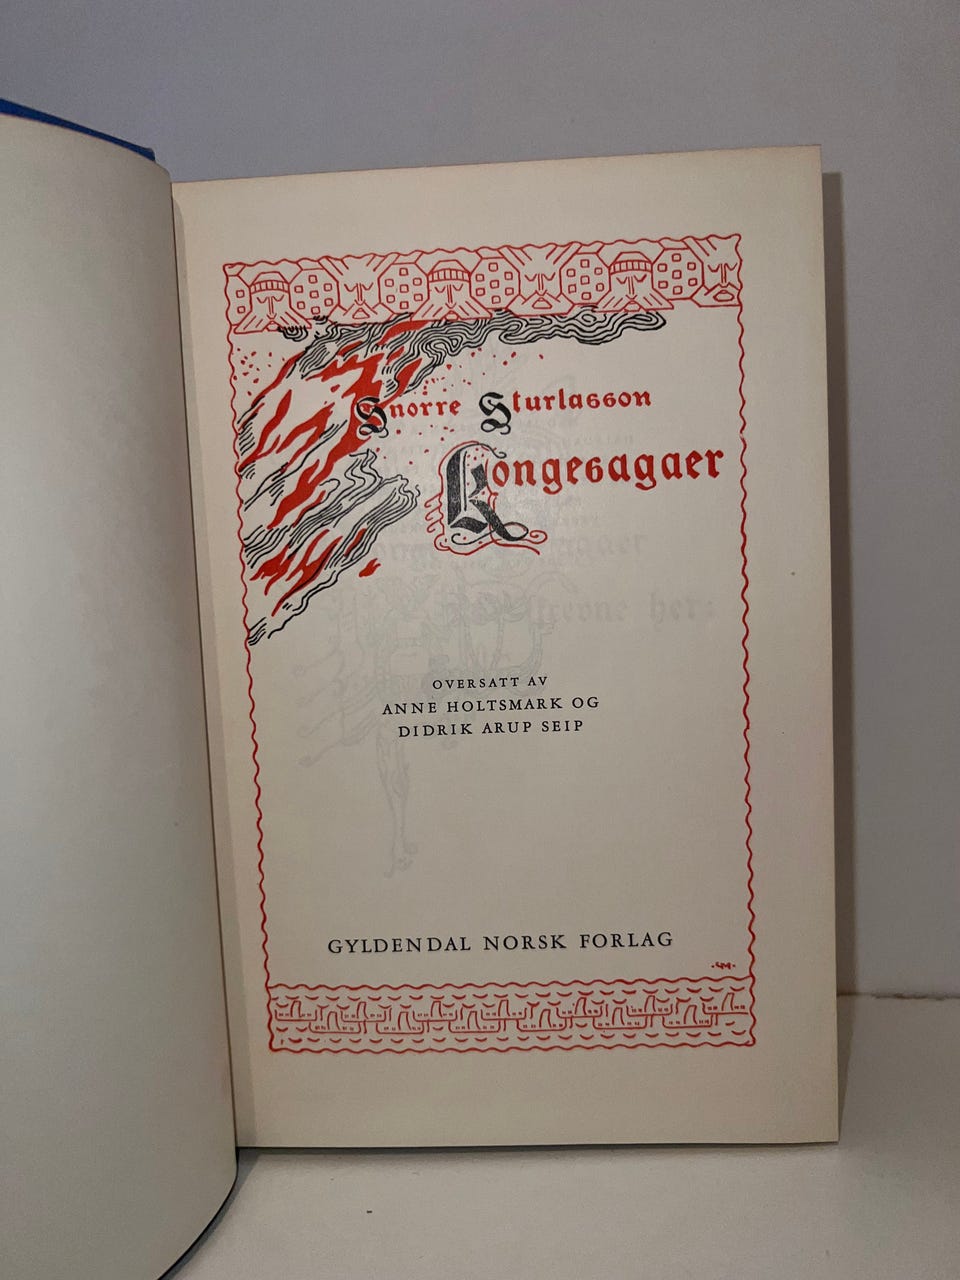 Snorre Sturlasson
Kongesagaer
OVERSATT AV
ANNE HOLTSMARK OG
DIDRIK ARUP SEIP
GYLDENDAL NORSK FORLAG